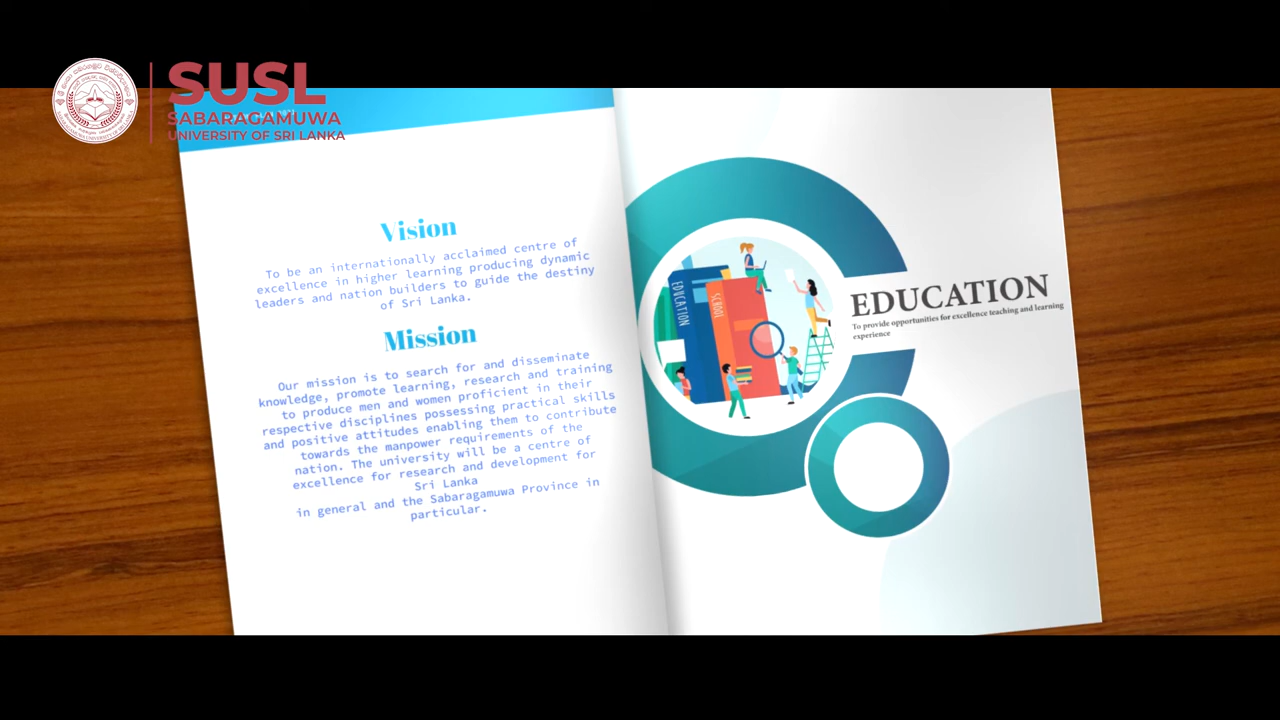 SUSL
SABARAGAMUWA
UNIVERSITY OF SRI LANKA
Vision
To be an internationally acclaimed centre of
excellence in higher learning producing dynamic
leaders and nation builders to guide the destiny
of Sri Lanka.
Mission
Our mission is to search for and disseminate
knowledge, promote learning, research and training
to produce men and women proficient in their
respective disciplines possessing practical skills
and positive attitudes enabling them to contribute
towards the manpower requirements of the
nation. The university will be a centre of
excellence for research and development for
Sri Lanka
in general and the Sabaragamuwa Province in
particular.
EDUCATION
SCHOOL
EDUCATION
To provide opportunities for excellence teaching and learning
experience